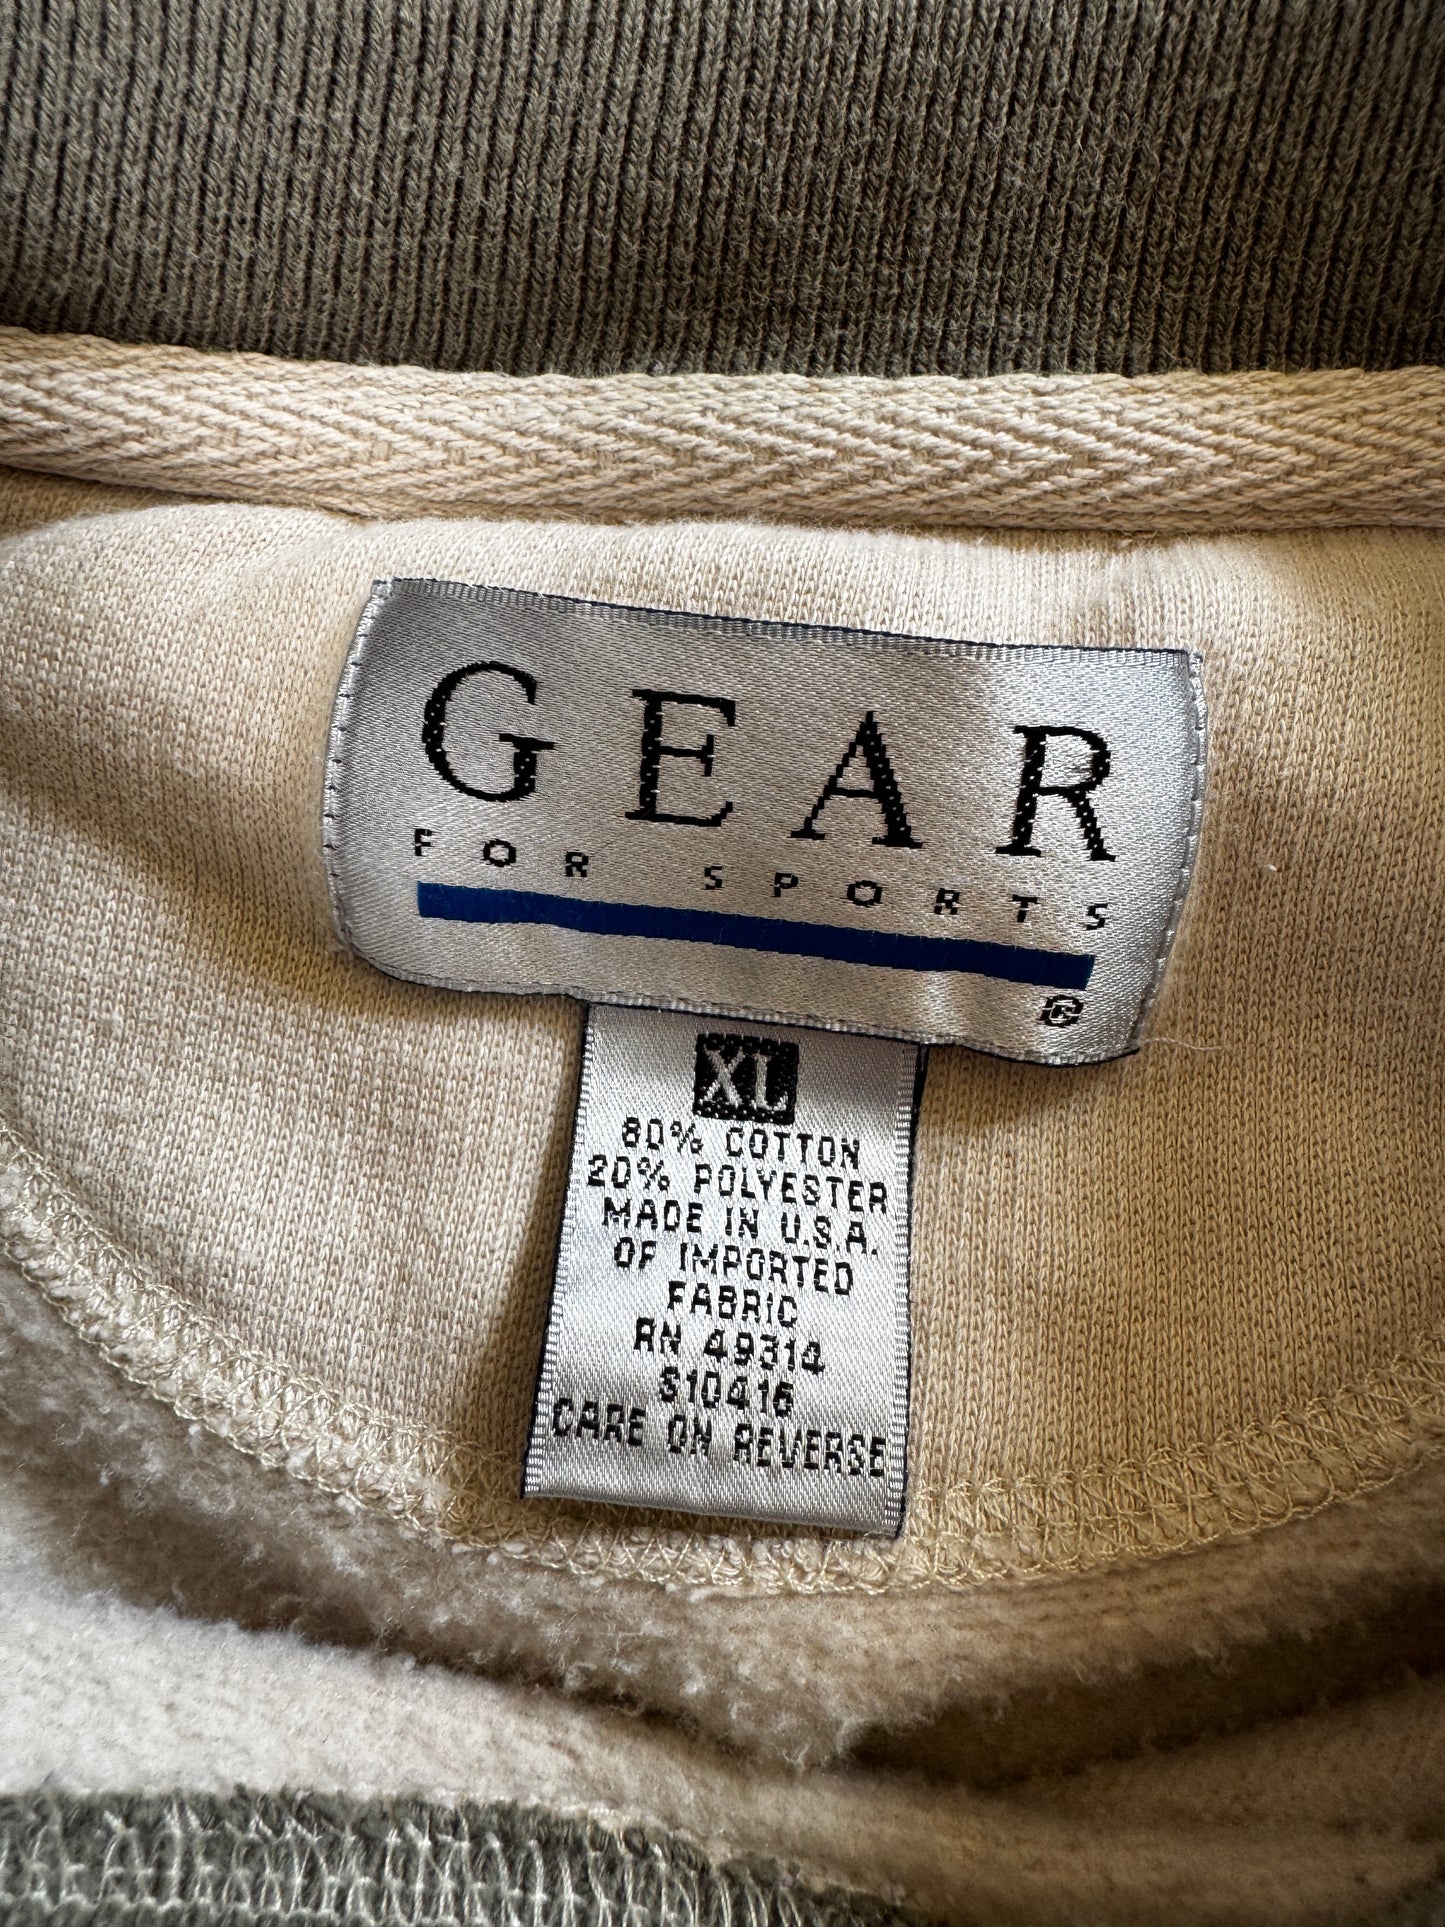 GEAR
FOR SPORTS
®
XL
80% COTTON
20% POLYESTER
MADE IN U.S.A.
OF IMPORTED
FABRIC
RN 49314
S10416
CARE ON REVERSE